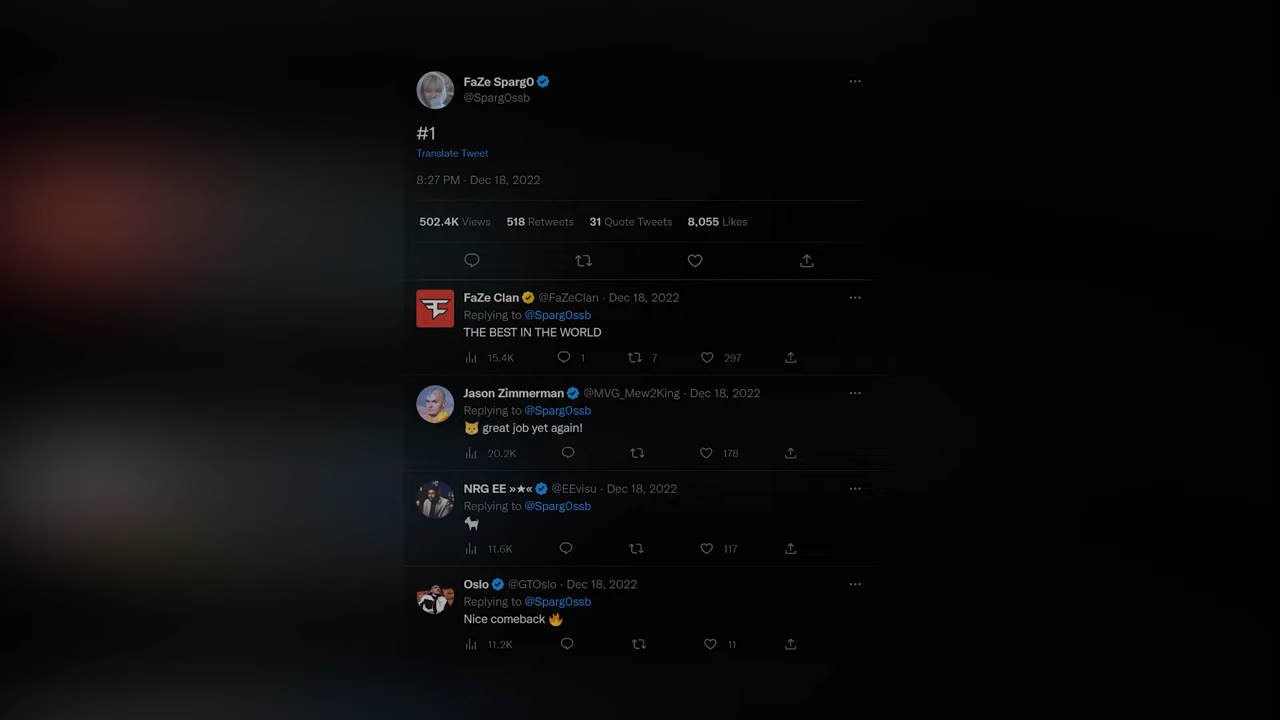 FaZe Sparg0
@Sparg0ssb
#1
Translate Tweet
8:27 PM · Dec 18, 2022
502.4K Views 518 Retweets 31 Quote Tweets 8,055 Likes
FaZe Clan @FaZeClan · Dec 18, 2022
Replying to @Sparg0ssb
THE BEST IN THE WORLD
15.4K 1 7 297
Jason Zimmerman @MVG_Mew2King · Dec 18, 2022
Replying to @Sparg0ssb
😺 great job yet again!
20.2K 178
NRG EE »★« @EEvisu · Dec 18, 2022
Replying to @Sparg0ssb
🐐
11.6K 117
Oslo @GTOslo · Dec 18, 2022
Replying to @Sparg0ssb
Nice comeback 🔥
11.2K 11